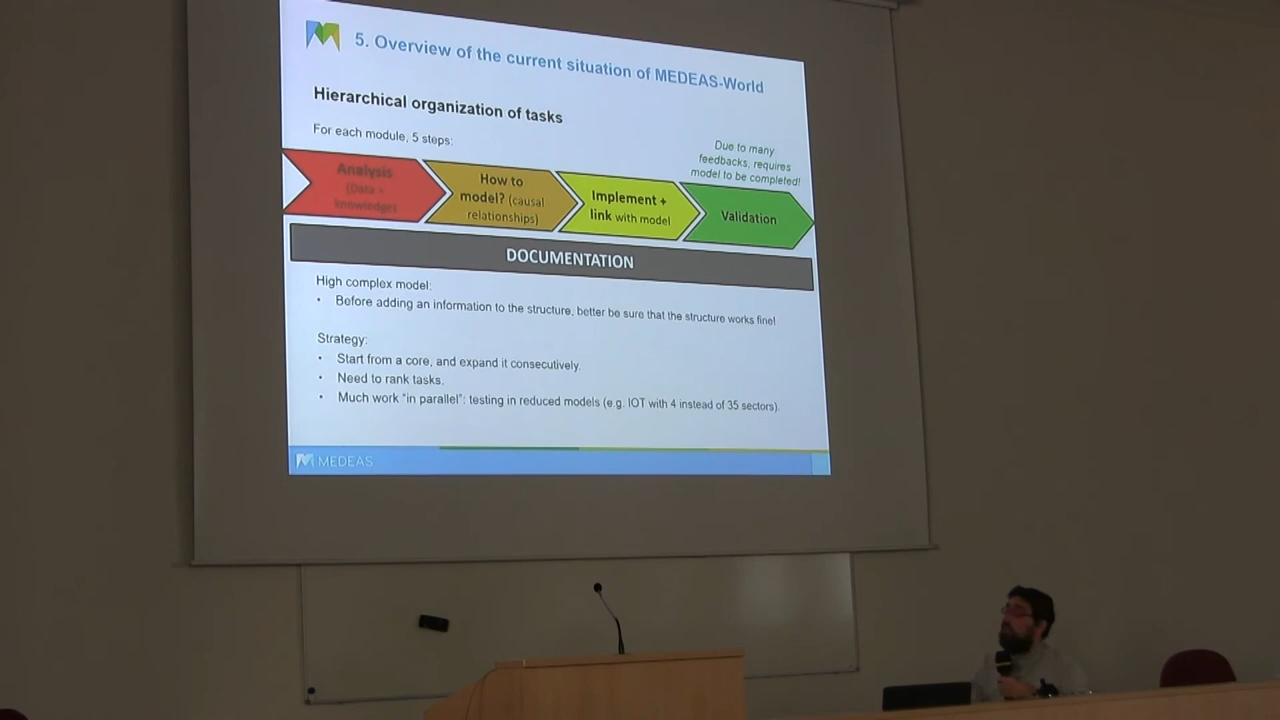 5. Overview of the current situation of MEDEAS-World
Hierarchical organization of tasks
For each module, 5 steps:
Due to many
feedbacks, requires
model to be completed!
Analysis
(Data +
knowledge)
How to
model? (causal
relationships)
Implement +
link with model
Validation
DOCUMENTATION
High complex model:
• Before adding an information to the structure, better be sure that the structure works fine!
Strategy:
• Start from a core, and expand it consecutively.
• Need to rank tasks.
• Much work "in parallel": testing in reduced models (e.g. IOT with 4 instead of 35 sectors).
MEDEAS